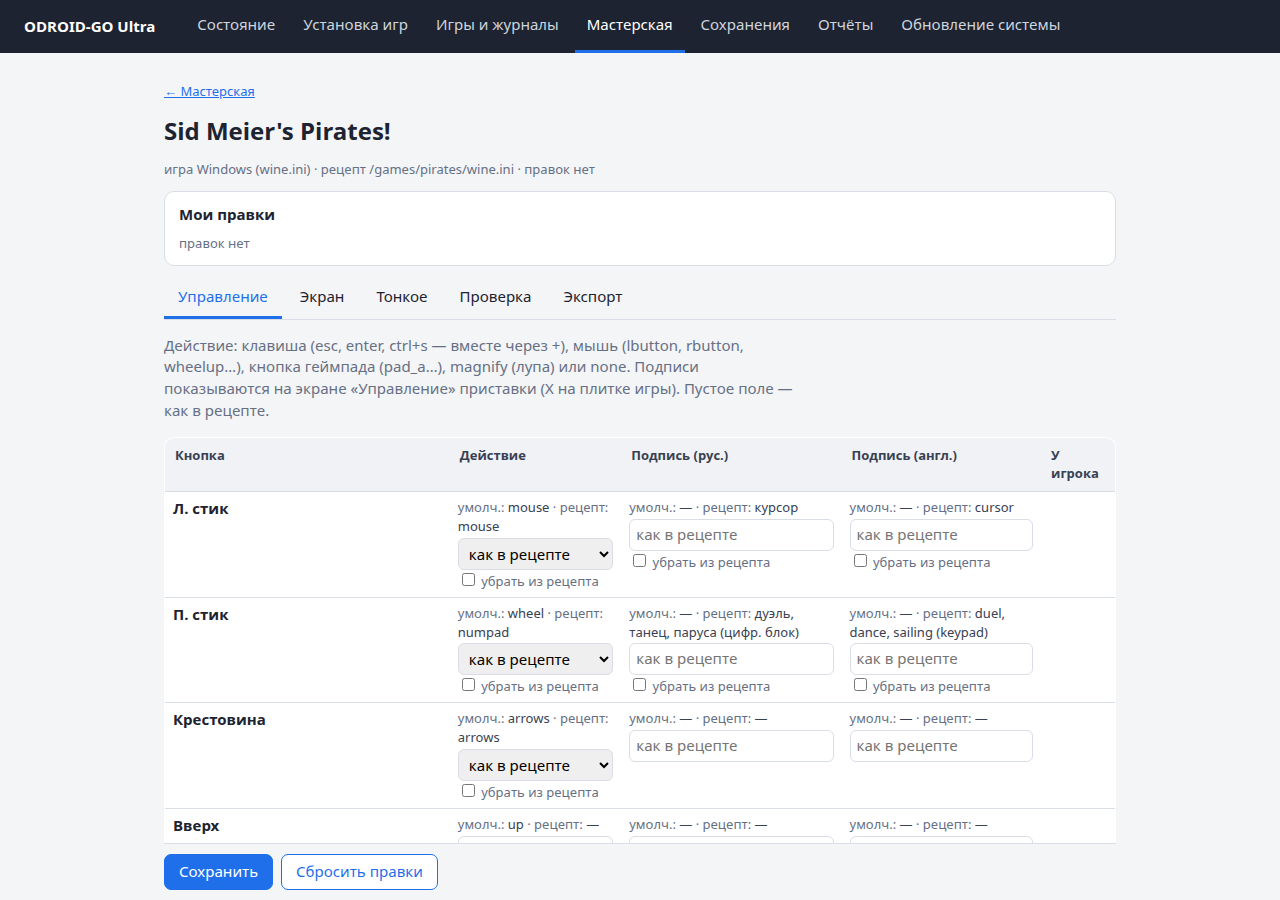 ODROID-GO Ultra Состояние Установка игр Игры и журналы Мастерская Сохранения Отчёты Обновление системы
← Мастерская
Sid Meier's Pirates!
игра Windows (wine.ini) · рецепт /games/pirates/wine.ini · правок нет
Мои правки
правок нет
Управление Экран Тонкое Проверка Экспорт
Действие: клавиша (esc, enter, ctrl+s — вместе через +), мышь (lbutton, rbutton,
wheelup...), кнопка геймпада (pad_a...), magnify (лупа) или none. Подписи
показываются на экране «Управление» приставки (X на плитке игры). Пустое поле —
как в рецепте.
Кнопка Действие Подпись (рус.) Подпись (англ.) У
игрока
Л. стик умолч.: mouse · рецепт: умолч.: — · рецепт: курсор умолч.: — · рецепт: cursor
mouse
как в рецепте как в рецепте как в рецепте
убрать из рецепта убрать из рецепта убрать из рецепта
П. стик умолч.: wheel · рецепт: умолч.: — · рецепт: дуэль, умолч.: — · рецепт: duel,
numpad танец, паруса (цифр. блок) dance, sailing (keypad)
как в рецепте как в рецепте как в рецепте
убрать из рецепта убрать из рецепта убрать из рецепта
Крестовина умолч.: arrows · рецепт: умолч.: — · рецепт: — умолч.: — · рецепт: —
arrows
как в рецепте как в рецепте как в рецепте
убрать из рецепта
Вверх умолч.: up · рецепт: — умолч.: — · рецепт: — умолч.: — · рецепт: —
Сохранить Сбросить правки